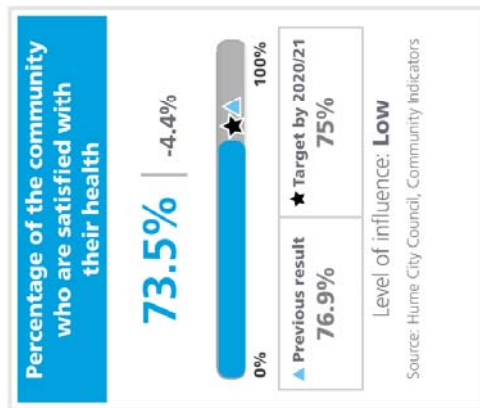 Percentage of the community
who are satisfied with
their health
73.5% | -4.4%
0% 100%
▲ Previous result
76.9%
★ Target by 2020/21
75%
Level of influence: Low
Source: Hume City Council, Community Indicators